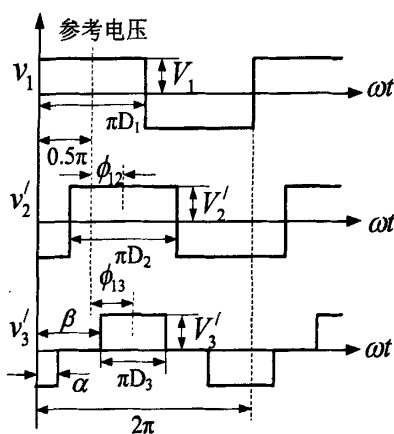 参考电压
v₁
V₁
ωt
πD₁
0.5π
ϕ₁₂
v₂′
V₂′
ωt
πD₂
ϕ₁₃
v₃′
β
V₃′
ωt
α
πD₃
2π